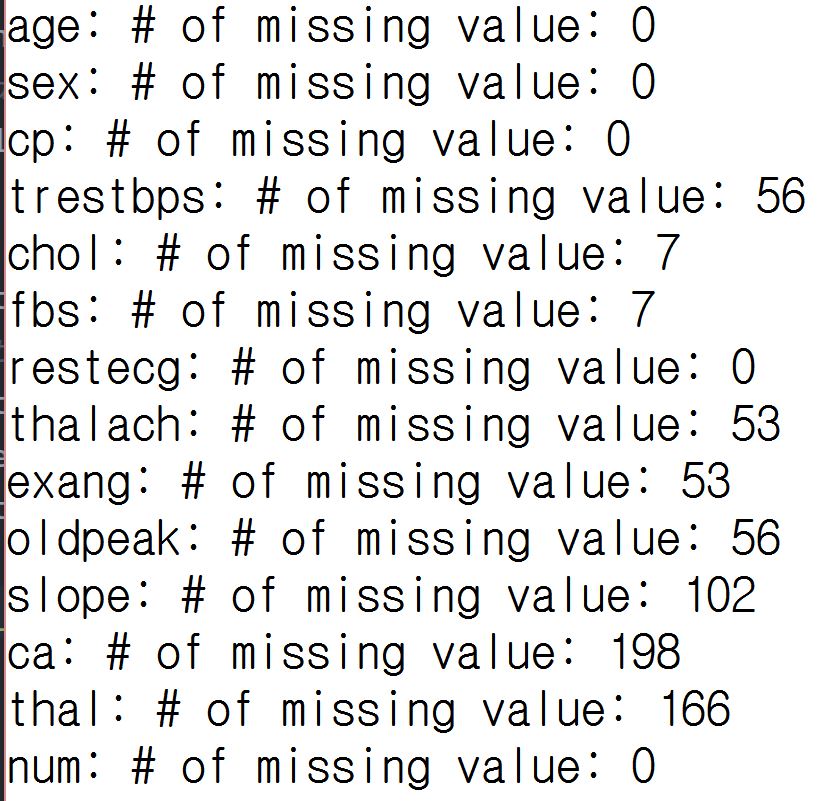 age: # of missing value: 0
sex: # of missing value: 0
cp: # of missing value: 0
trestbps: # of missing value: 56
chol: # of missing value: 7
fbs: # of missing value: 7
restecg: # of missing value: 0
thalach: # of missing value: 53
exang: # of missing value: 53
oldpeak: # of missing value: 56
slope: # of missing value: 102
ca: # of missing value: 198
thal: # of missing value: 166
num: # of missing value: 0